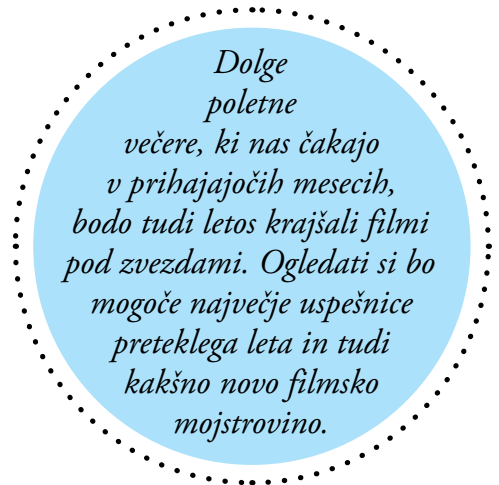 Dolge
poletne
večere, ki nas čakajo
v prihajajočih mesecih,
bodo tudi letos krajšali filmi
pod zvezdami. Ogledati si bo
mogoče največje uspešnice
preteklega leta in tudi
kakšno novo filmsko
mojstrovino.